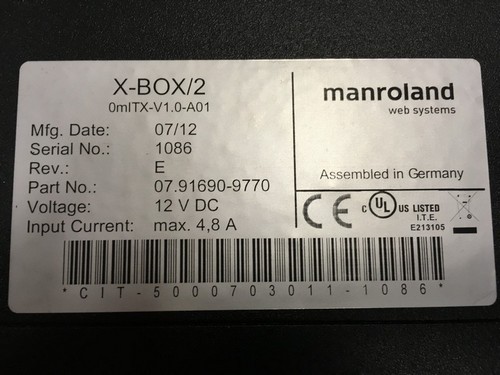 X-BOX/2
0mITX-V1.0-A01
Mfg. Date: 07/12
Serial No.: 1086
Rev.: E
Part No.: 07.91690-9770
Voltage: 12 V DC
Input Current: max. 4,8 A
manroland
web systems
Assembled in Germany
CE
C UL US LISTED
I.T.E.
E213105
*CIT-5000703011-1086*